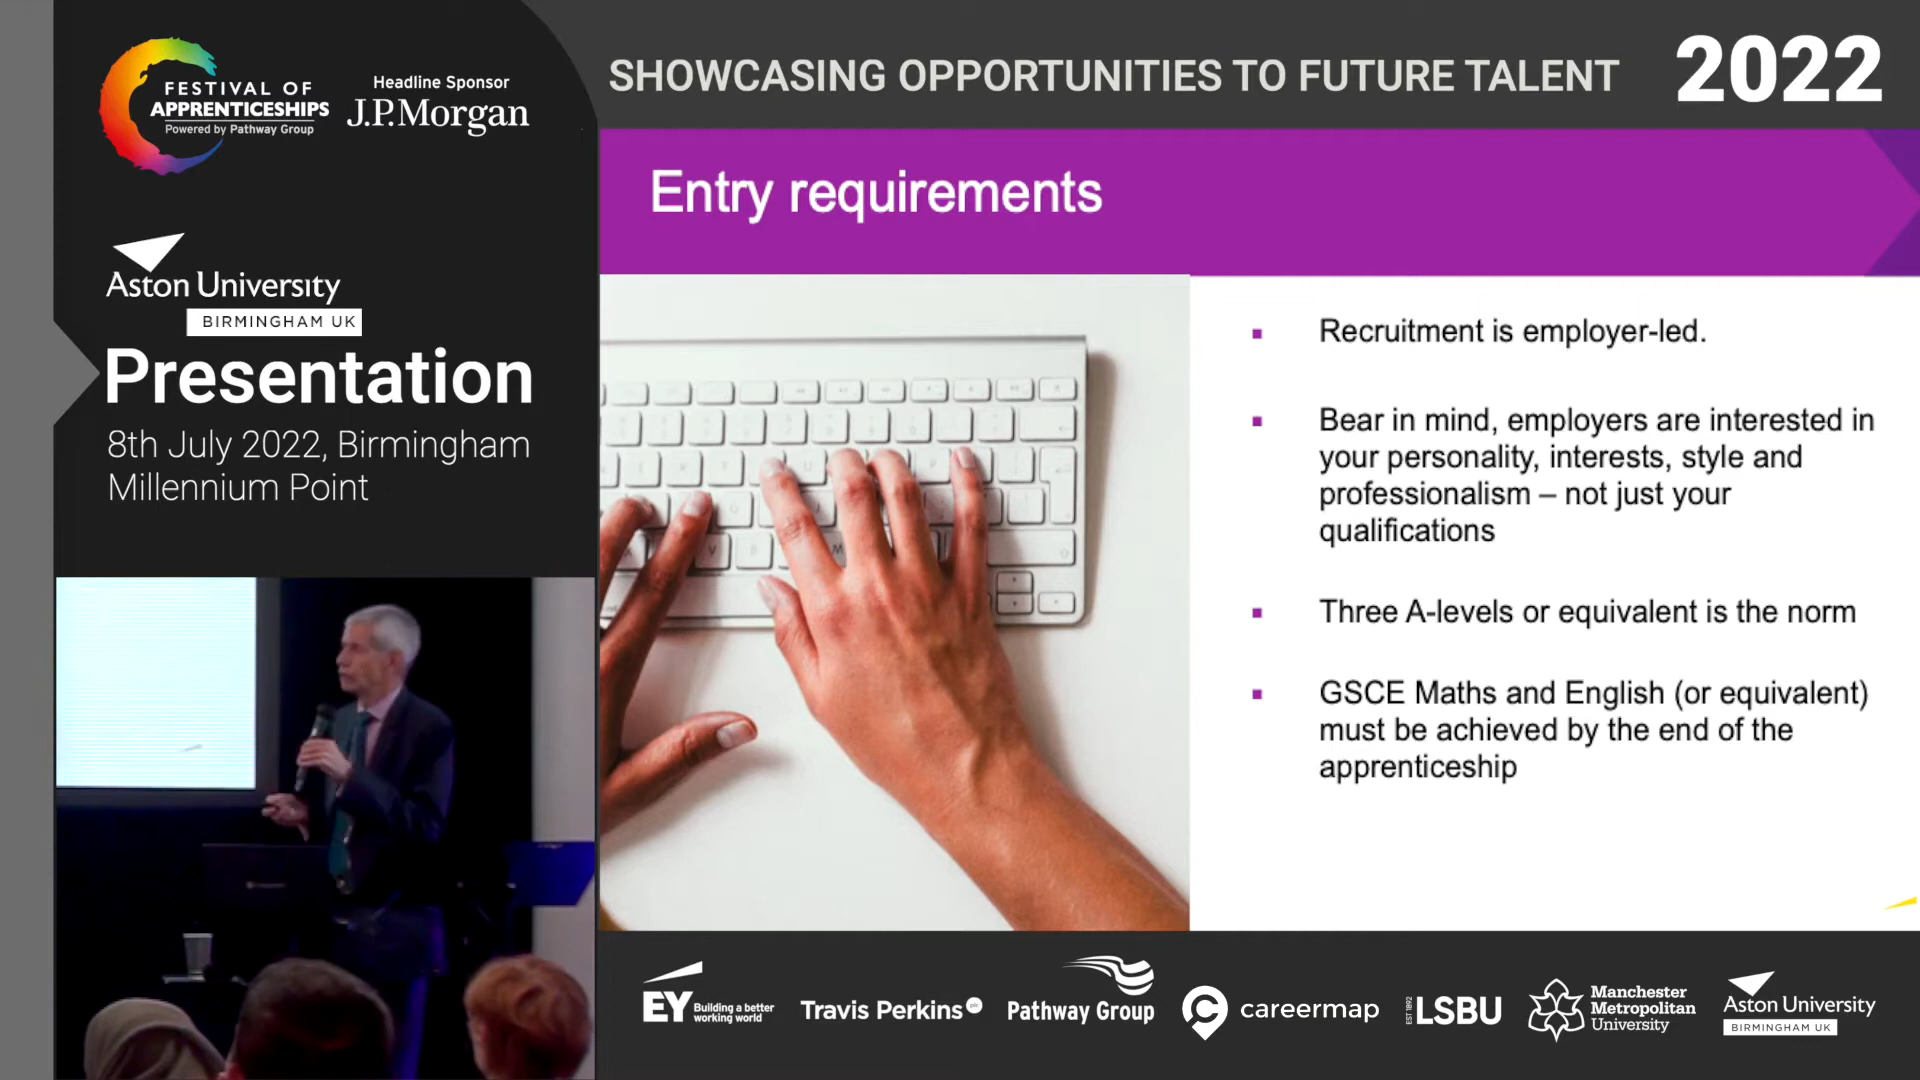 FESTIVAL OF
APPRENTICESHIPS
Powered by Pathway Group
Headline Sponsor
J.P.Morgan
SHOWCASING OPPORTUNITIES TO FUTURE TALENT
2022
Aston University
BIRMINGHAM UK
Presentation
8th July 2022, Birmingham
Millennium Point
Entry requirements
▪ Recruitment is employer-led.
▪ Bear in mind, employers are interested in
your personality, interests, style and
professionalism – not just your
qualifications
▪ Three A-levels or equivalent is the norm
▪ GSCE Maths and English (or equivalent)
must be achieved by the end of the
apprenticeship
EY
Building a better
working world
Travis Perkins plc
Pathway Group
careermap
EST 1892
LSBU
Manchester
Metropolitan
University
Aston University
BIRMINGHAM UK